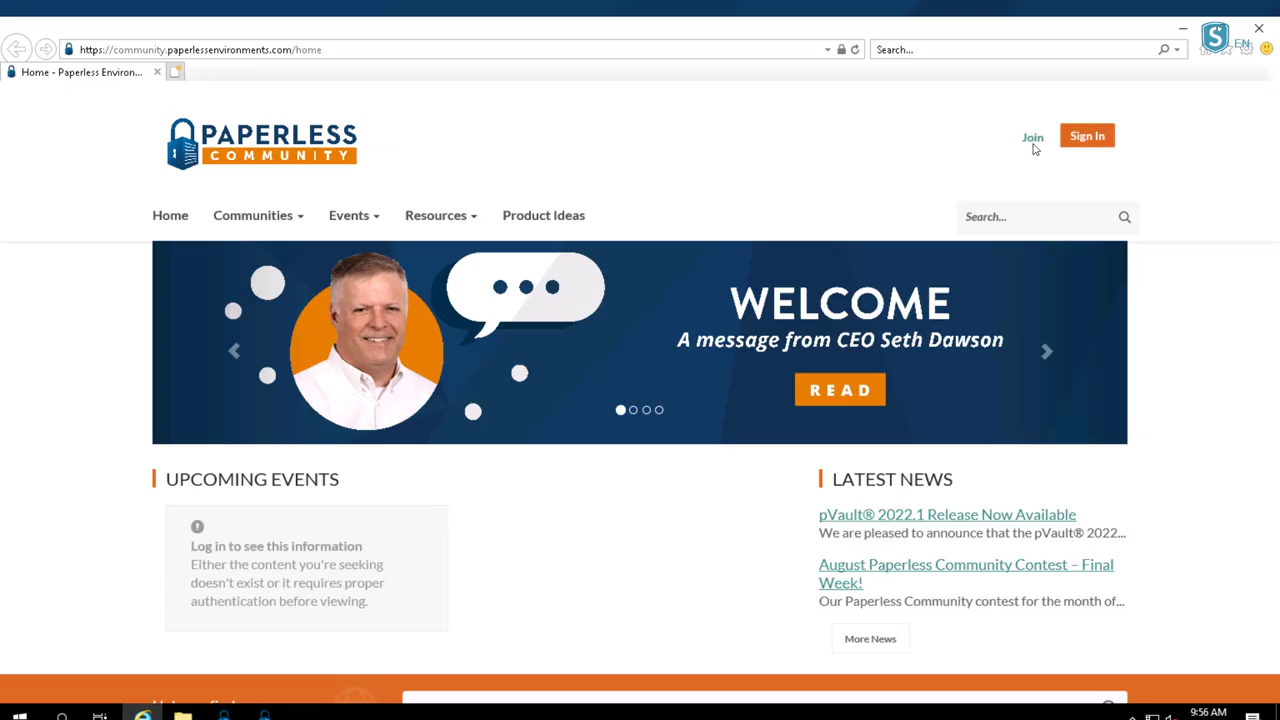 https://community.paperlessenvironments.com/home
Search...
EN
Home - Paperless Environ...
PAPERLESS
COMMUNITY
Join
Sign In
Home
Communities
Events
Resources
Product Ideas
Search...
WELCOME
A message from CEO Seth Dawson
READ
UPCOMING EVENTS
Log in to see this information
Either the content you're seeking
doesn't exist or it requires proper
authentication before viewing.
LATEST NEWS
pVault® 2022.1 Release Now Available
We are pleased to announce that the pVault® 2022...
August Paperless Community Contest – Final
Week!
Our Paperless Community contest for the month of...
More News
9:56 AM